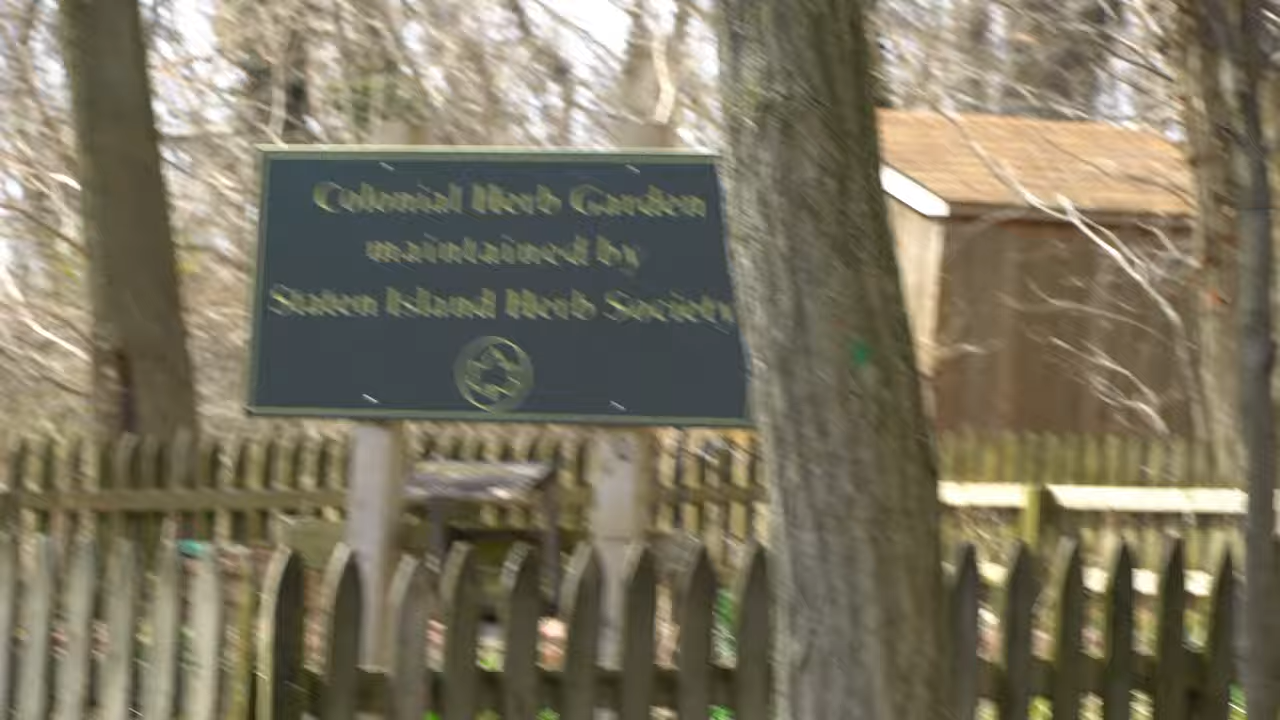 Colonial Herb Garden
maintained by
Staten Island Herb Society